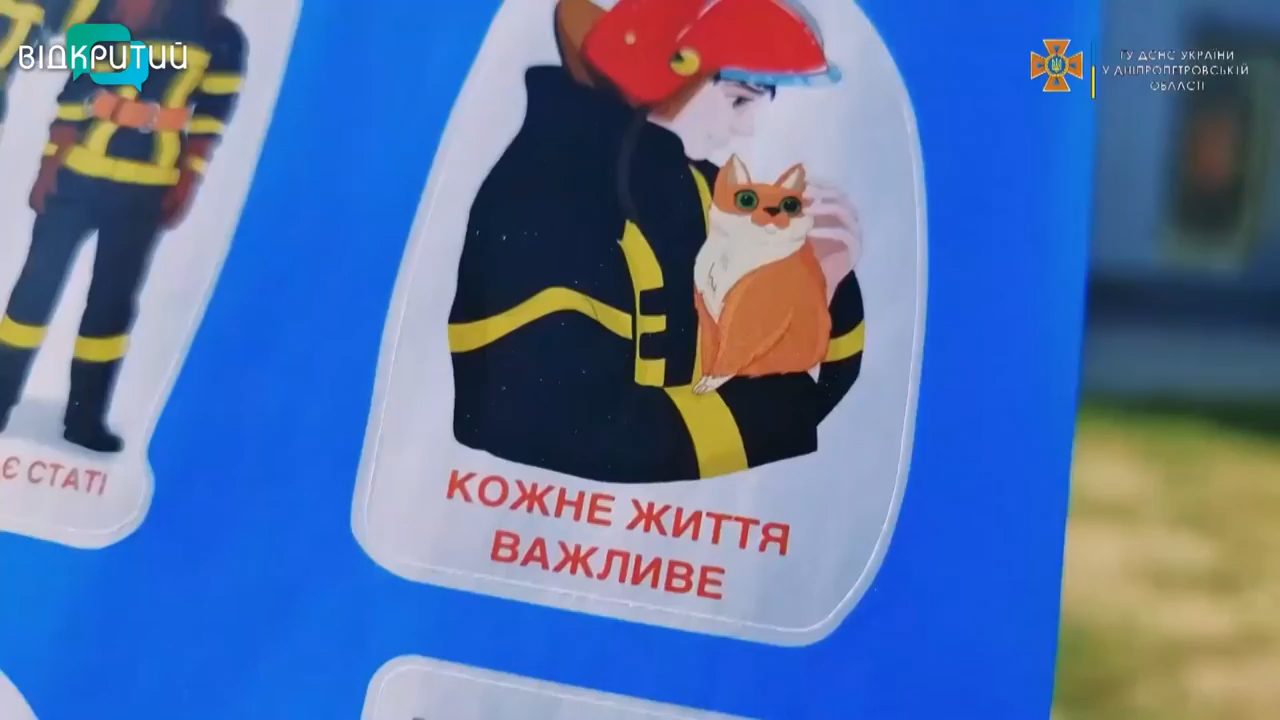 ВІДКРИТИЙ
ГУ ДСНС УКРАЇНИ
У ДНІПРОПЕТРОВСЬКІЙ
ОБЛАСТІ
Є СТАТІ
КОЖНЕ ЖИТТЯ
ВАЖЛИВЕ